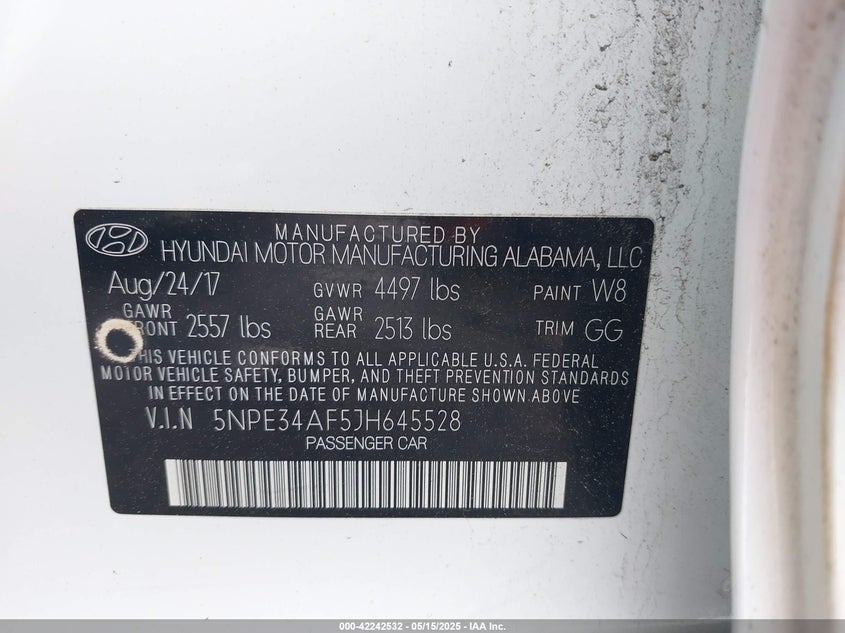 MANUFACTURED BY
HYUNDAI MOTOR MANUFACTURING ALABAMA, LLC
Aug/24/17 GVWR 4497 lbs PAINT W8
GAWR FRONT 2557 lbs GAWR REAR 2513 lbs TRIM GG
THIS VEHICLE CONFORMS TO ALL APPLICABLE U.S.A. FEDERAL
MOTOR VEHICLE SAFETY, BUMPER, AND THEFT PREVENTION STANDARDS
IN EFFECT ON THE DATE OF MANUFACTURE SHOWN ABOVE.
V.I.N 5NPE34AF5JH645528
PASSENGER CAR
000-42242532 - 05/15/2025 - IAA Inc.